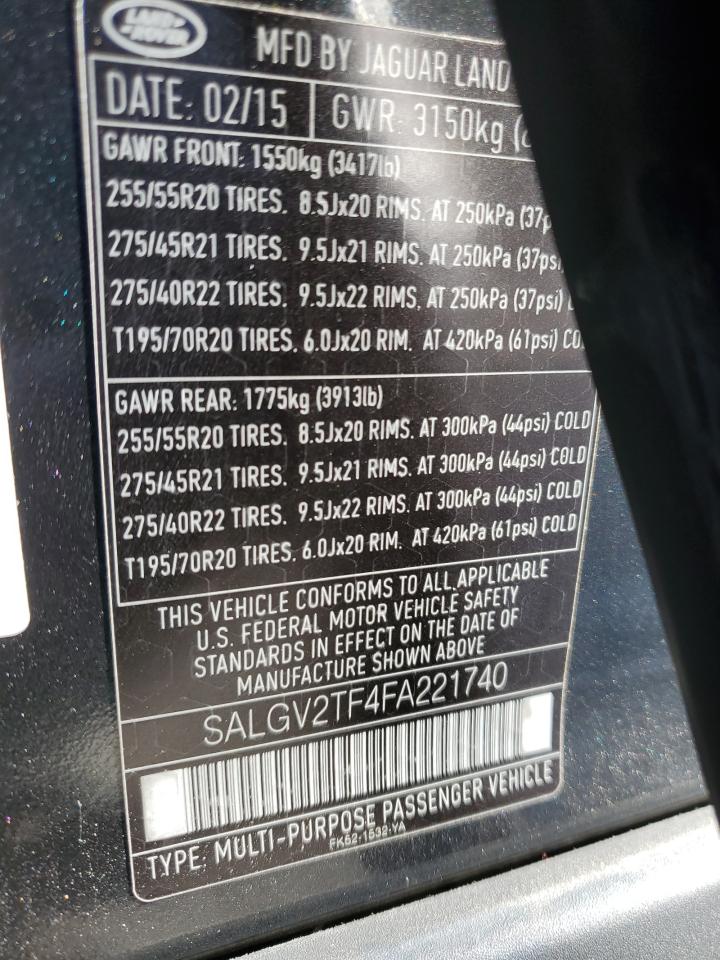 LAND ROVER
MFD BY JAGUAR LAND
DATE: 02/15 GWR: 3150kg
GAWR FRONT: 1550kg (3417lb)
255/55R20 TIRES. 8.5Jx20 RIMS. AT 250kPa (37p
275/45R21 TIRES. 9.5Jx21 RIMS. AT 250kPa (37psi
275/40R22 TIRES. 9.5Jx22 RIMS. AT 250kPa (37psi)
T195/70R20 TIRES. 6.0Jx20 RIM. AT 420kPa (61psi) CO
GAWR REAR: 1775kg (3913lb)
255/55R20 TIRES. 8.5Jx20 RIMS. AT 300kPa (44psi) COLD
275/45R21 TIRES. 9.5Jx21 RIMS. AT 300kPa (44psi) COLD
275/40R22 TIRES. 9.5Jx22 RIMS. AT 300kPa (44psi) COLD
T195/70R20 TIRES. 6.0Jx20 RIM. AT 420kPa (61psi) COLD
THIS VEHICLE CONFORMS TO ALL APPLICABLE
U.S. FEDERAL MOTOR VEHICLE SAFETY
STANDARDS IN EFFECT ON THE DATE OF
MANUFACTURE SHOWN ABOVE
SALGV2TF4FA221740
TYPE: MULTI-PURPOSE PASSENGER VEHICLE
FK52-1532-YA